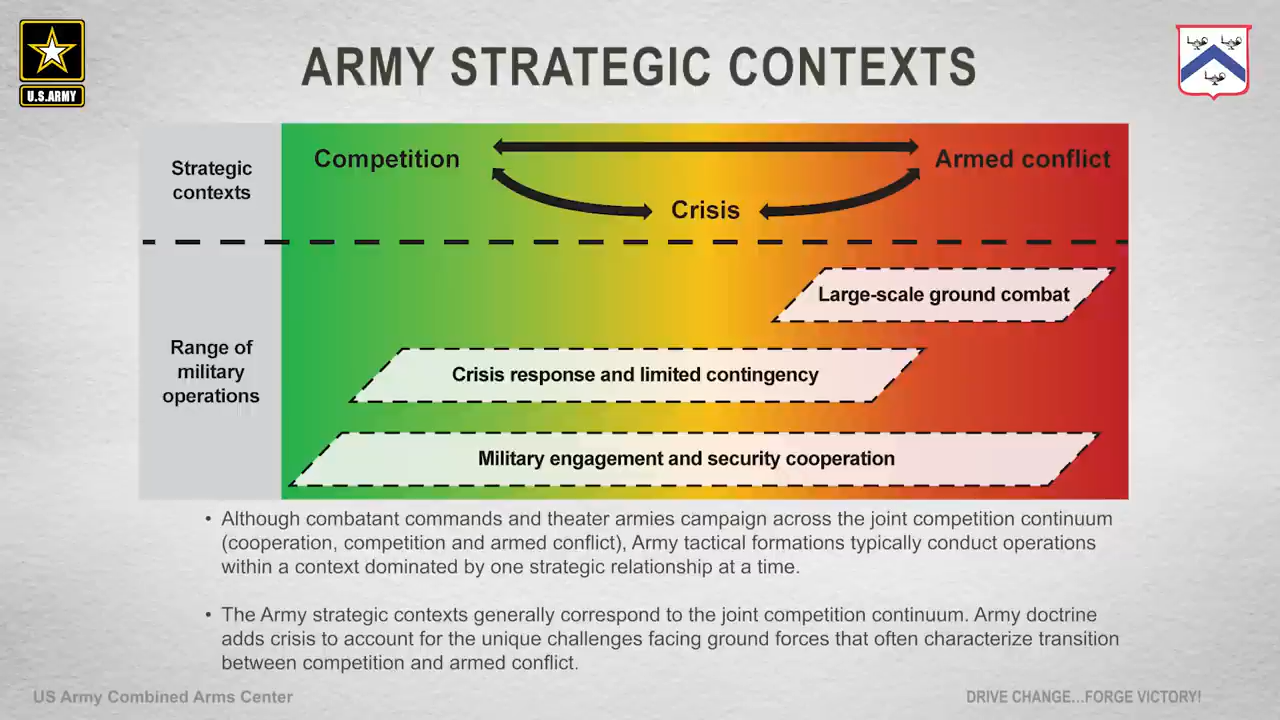 ARMY STRATEGIC CONTEXTS
U.S.ARMY
Strategic
contexts
Competition
Armed conflict
Crisis
Range of
military
operations
Large-scale ground combat
Crisis response and limited contingency
Military engagement and security cooperation
• Although combatant commands and theater armies campaign across the joint competition continuum
(cooperation, competition and armed conflict), Army tactical formations typically conduct operations
within a context dominated by one strategic relationship at a time.
• The Army strategic contexts generally correspond to the joint competition continuum. Army doctrine
adds crisis to account for the unique challenges facing ground forces that often characterize transition
between competition and armed conflict.
US Army Combined Arms Center
DRIVE CHANGE...FORGE VICTORY!